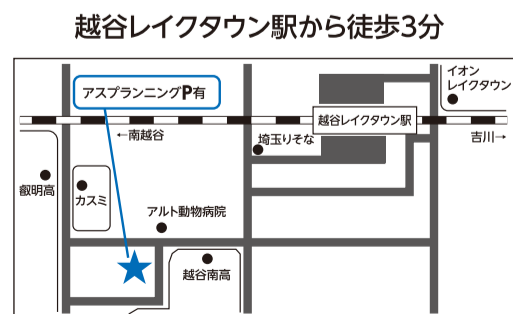 越谷レイクタウン駅から徒歩3分
イオン
レイクタウン
アスプランニングP有
越谷レイクタウン駅
←南越谷
埼玉りそな
吉川→
叡明高
カスミ
アルト動物病院
越谷南高